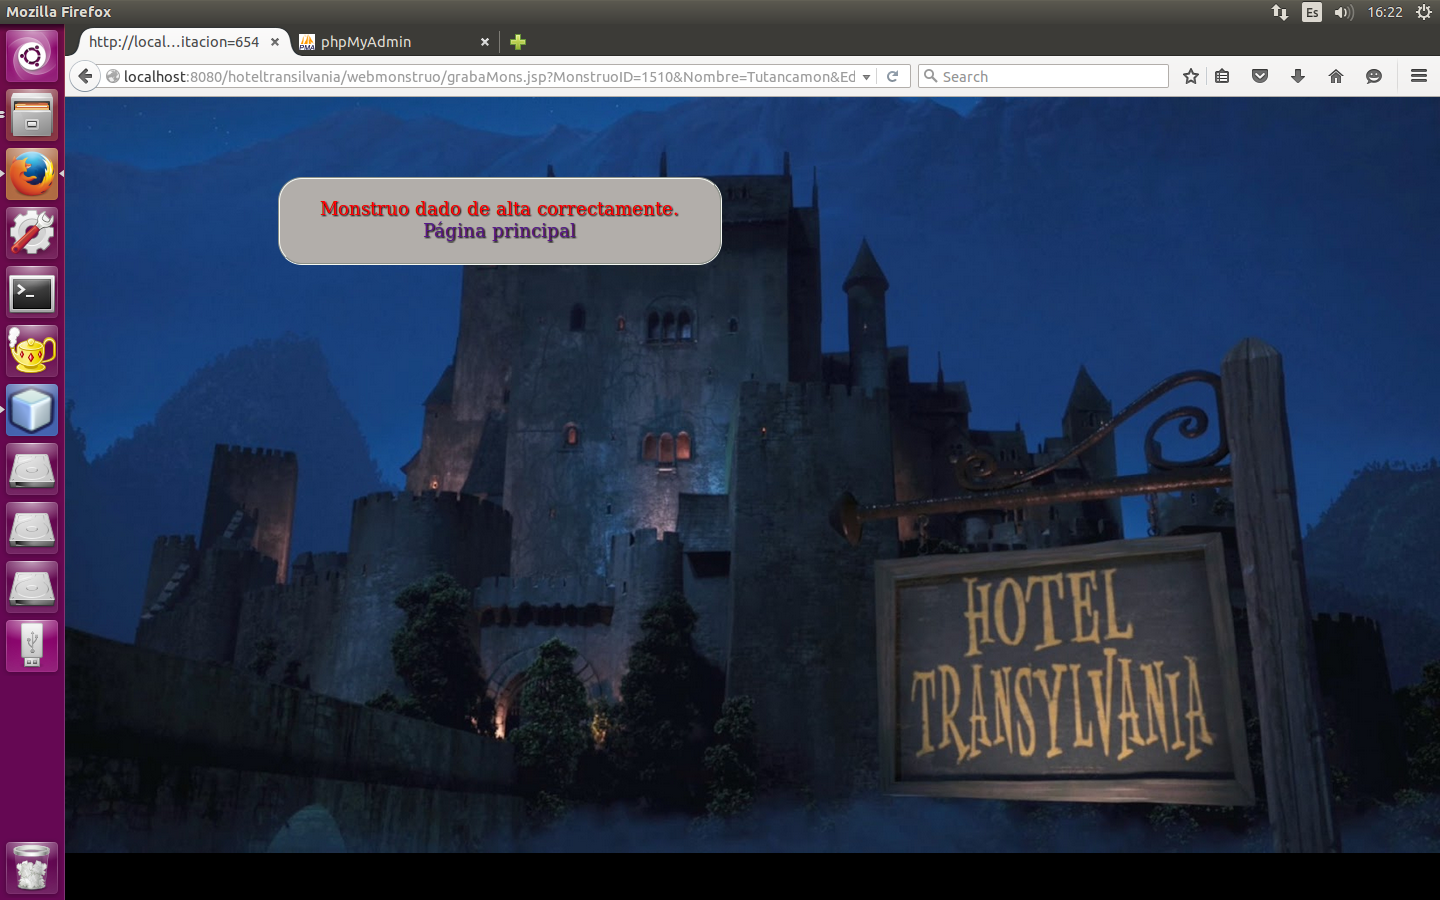 Mozilla Firefox
Es
16:22
http://local...itacion=654
phpMyAdmin
localhost:8080/hoteltransilvania/webmonstruo/grabaMons.jsp?MonstruoID=1510&Nombre=Tutancamon&Ed
Search
Monstruo dado de alta correctamente.
Página principal
HOTEL
TRANSYLVANIA